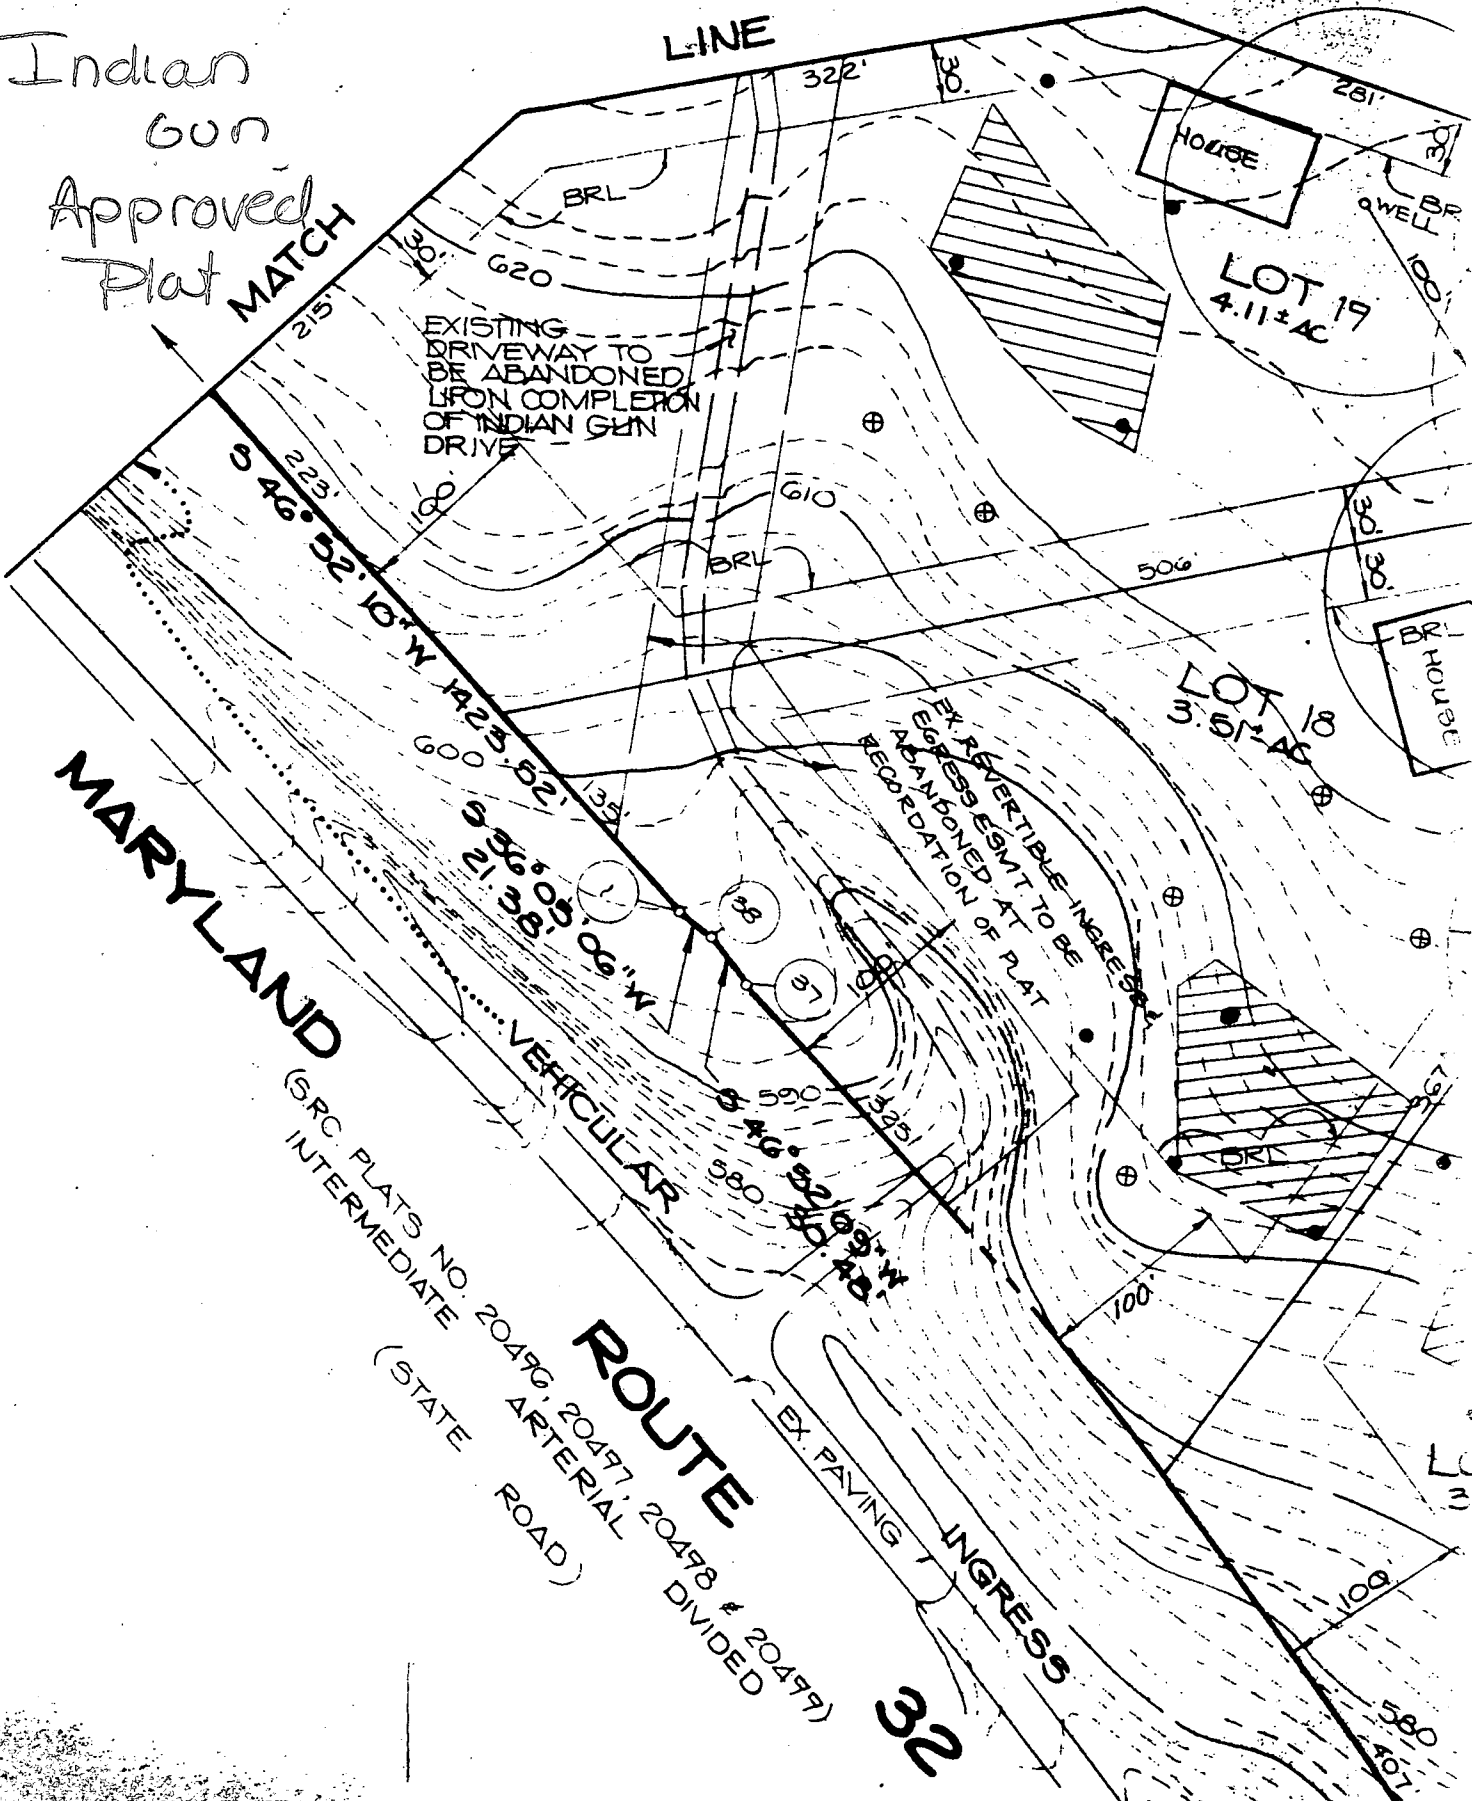 Indian
Gun
Approved
Plat
MATCH
LINE
322'
30'
281'
30'
HOUSE
BRL
WELL
100'
LOT 19
4.11± AC
BRL
30'
620
215'
EXISTING
DRIVEWAY TO
BE ABANDONED
UPON COMPLETION
OF INDIAN GUN
DRIVE
223'
100'
S 46° 52' 10" W 1423.52'
610
BRL
506'
30'
30'
BRL
HOUSE
LOT 18
3.51± AC
600
135'
EX. REVERTIBLE INGRESS
EGRESS ESMT TO BE
ABANDONED AT
RECORDATION OF PLAT
S 36° 05' 06" W
21.38'
1
38
37
100'
590
325'
S 46° 52' 09" W
580
BRL
567
100'
MARYLAND
ROUTE
32
(SRC. PLATS NO. 20496, 20497, 20498 & 20499)
INTERMEDIATE ARTERIAL DIVIDED
(STATE ROAD)
VEHICULAR
INGRESS
EX. PAVING
100'
580
407'